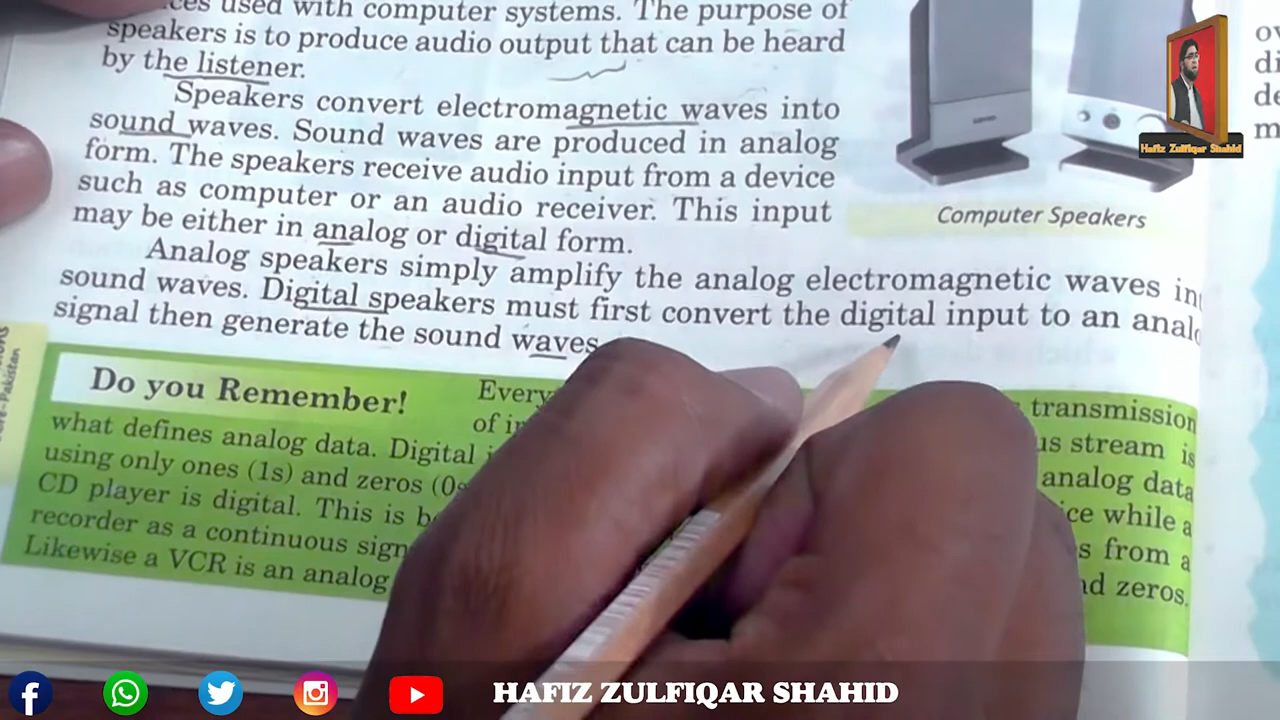 used with computer systems. The purpose of
speakers is to produce audio output that can be heard
by the listener.
Speakers convert electromagnetic waves into
sound waves. Sound waves are produced in analog
form. The speakers receive audio input from a device
such as computer or an audio receiver. This input
may be either in analog or digital form.
Analog speakers simply amplify the analog electromagnetic waves int
sound waves. Digital speakers must first convert the digital input to an analo
signal then generate the sound waves
Computer Speakers
Hafiz Zulfiqar Shahid
Pakistan
Do you Remember!
Every
of in
transmission
what defines analog data. Digital
us stream is
using only ones (1s) and zeros (0s
analog data
CD player is digital. This is be
ice while a
recorder as a continuous sign
s from a
Likewise a VCR is an analog
nd zeros.
HAFIZ ZULFIQAR SHAHID